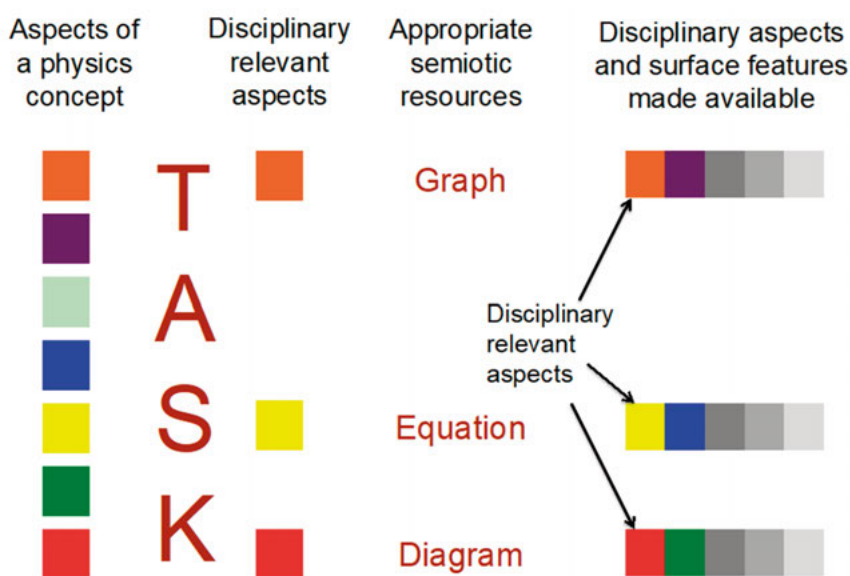 Aspects of
a physics
concept
Disciplinary
relevant
aspects
Appropriate
semiotic
resources
Disciplinary aspects
and surface features
made available
T
A
S
K
Graph
Disciplinary
relevant
aspects
Equation
Diagram